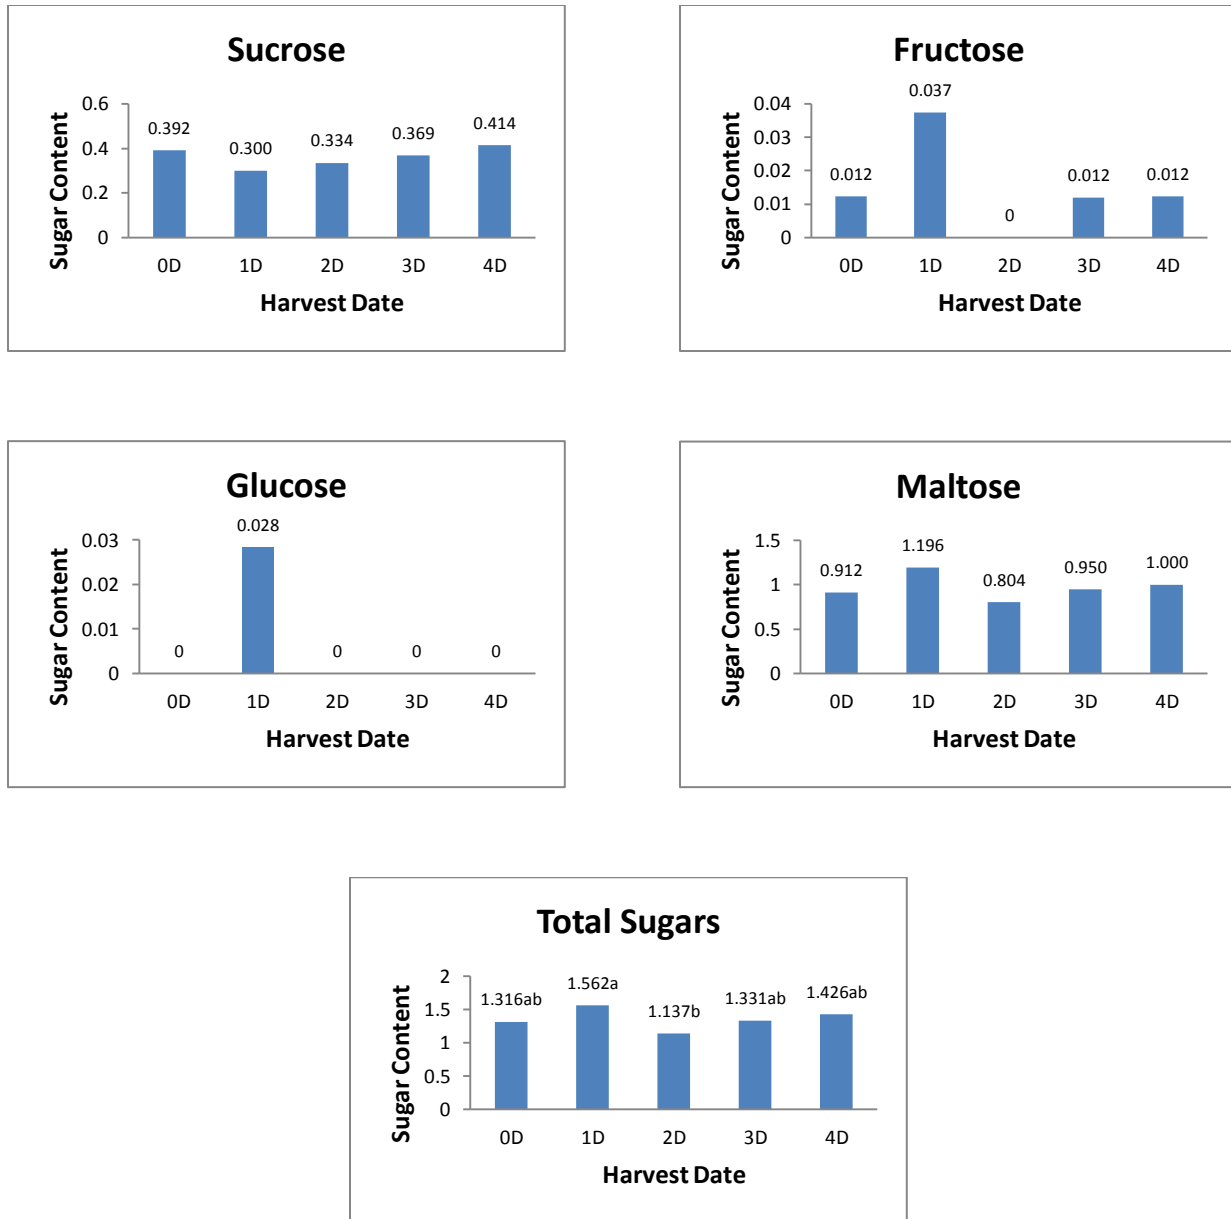 Sucrose
Sugar Content
0.6
0.4
0.2
0
0.392
0.300
0.334
0.369
0.414
0D 1D 2D 3D 4D
Harvest Date
Fructose
Sugar Content
0.04
0.03
0.02
0.01
0
0.012
0.037
0
0.012
0.012
0D 1D 2D 3D 4D
Harvest Date
Glucose
Sugar Content
0.03
0.02
0.01
0
0
0.028
0
0
0
0D 1D 2D 3D 4D
Harvest Date
Maltose
Sugar Content
1.5
1
0.5
0
0.912
1.196
0.804
0.950
1.000
0D 1D 2D 3D 4D
Harvest Date
Total Sugars
Sugar Content
2
1.5
1
0.5
0
1.316ab
1.562a
1.137b
1.331ab
1.426ab
0D 1D 2D 3D 4D
Harvest Date